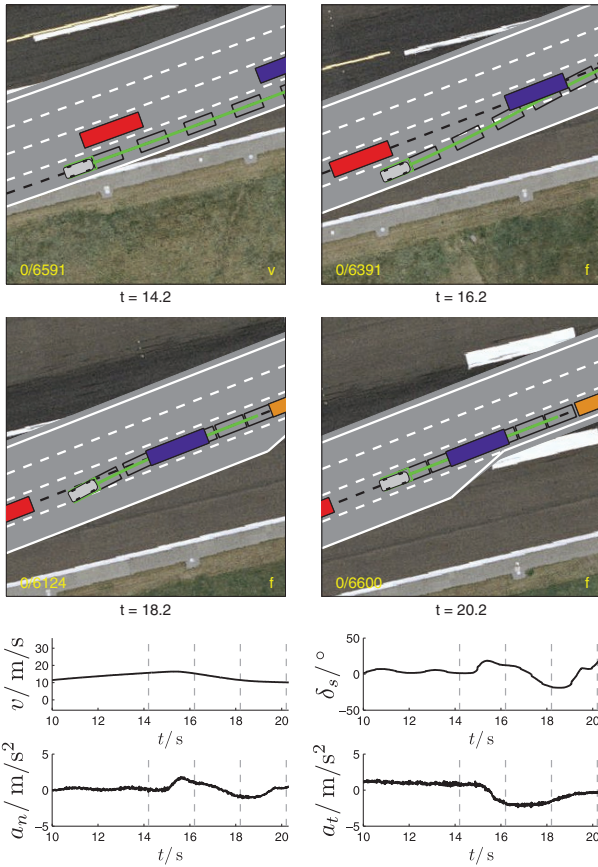 0/6591 v
t = 14.2
0/6391 f
t = 16.2
0/6124 f
t = 18.2
0/6600 f
t = 20.2
v/ m/s
30
20
10
0
10 12 14 16 18 20
t/ s
δs/ °
50
0
−50
10 12 14 16 18 20
t/ s
an/ m/s²
5
0
−5
10 12 14 16 18 20
t/ s
at/ m/s²
5
0
−5
10 12 14 16 18 20
t/ s